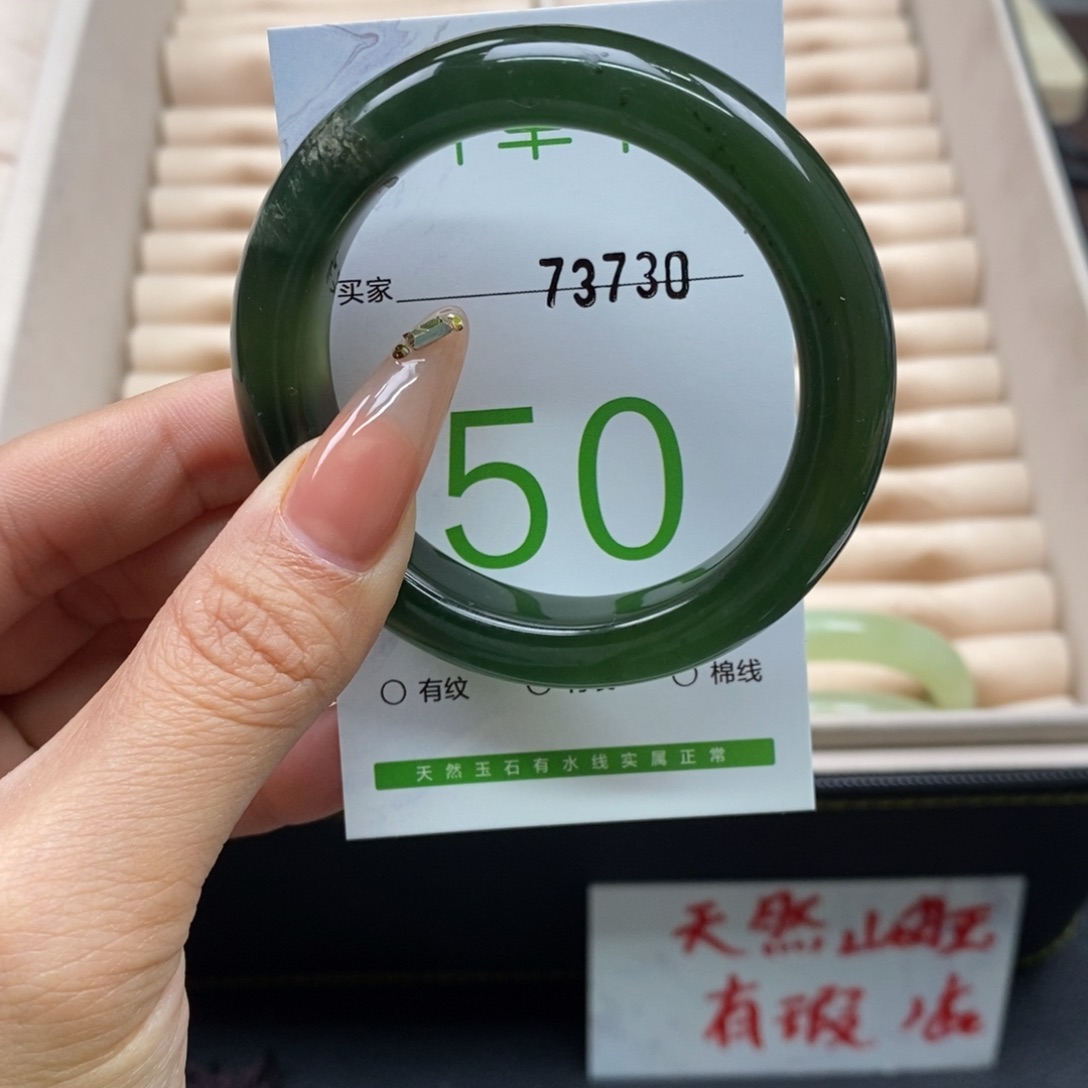 买家 73730
50
有纹
棉线
天然玉石有水线实属正常
天然
有瑕